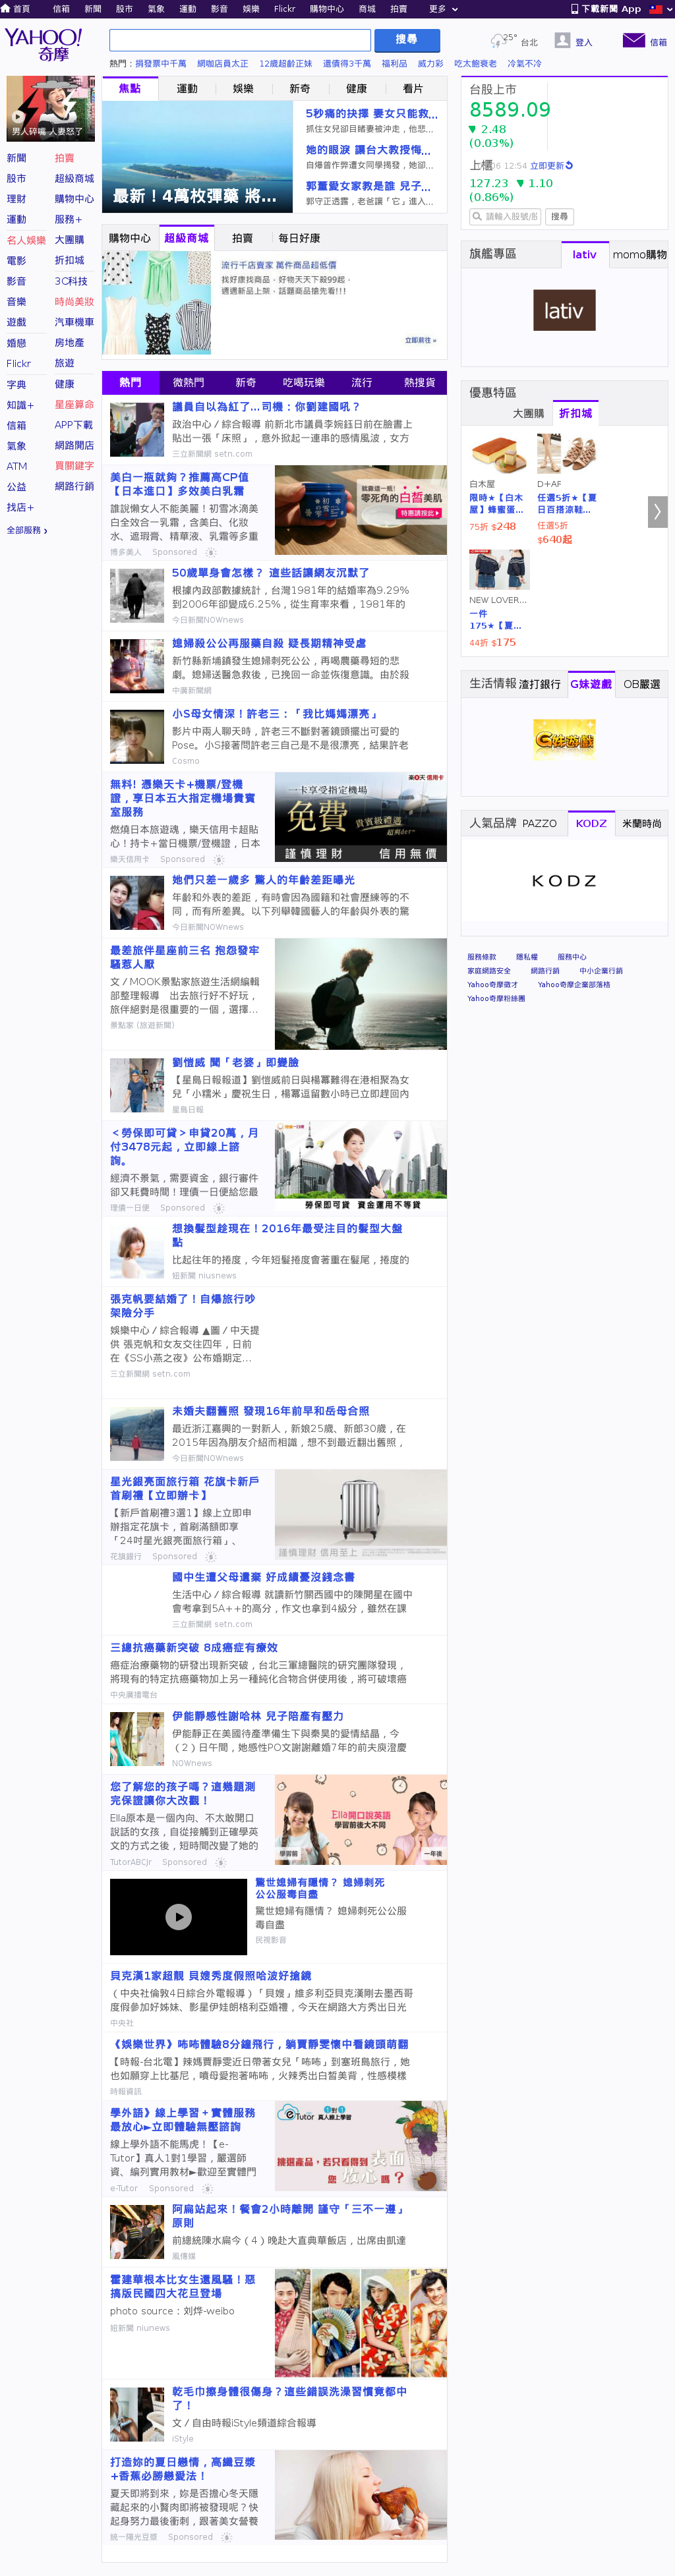 首頁 信箱 新聞 股市 氣象 運動 影音 娛樂 Flickr 購物中心 商城 拍賣 更多 下載新聞 App
YAHOO!
奇摩
搜尋
25° 台北 登入 信箱
熱門：捐發票中千萬 網咖店員太正 12歲超齡正妹 還債得3千萬 福利品 威力彩 吃太飽衰老 冷氣不冷
男人碎嘴 人妻怒了
新聞 拍賣
股市 超級商城
理財 購物中心
運動 服務+
名人娛樂 大團購
電影 折扣城
影音 3C科技
音樂 時尚美妝
遊戲 汽車機車
婚戀 房地產
Flickr 旅遊
字典 健康
知識+ 星座算命
信箱 APP下載
氣象 網路開店
ATM 買關鍵字
公益 網路行銷
找店+
全部服務 ›
焦點 運動 娛樂 新奇 健康 看片
最新！4萬枚彈藥 將...
5秒痛的抉擇 妻女只能救...
抓住女兒卻目睹妻被沖走，他悲...
她的眼淚 讓台大教授悔...
自爆曾作弊遭女同學揭發，她卻...
郭董愛女家教是誰 兒子...
郭守正透露，老爸讓「它」進人...
購物中心 超級商城 拍賣 每日好康
流行千店賣家 萬件商品超低價
找好康找商品，好物天天下殺99起，
週週新品上架，話題商品搶先看!!!
立即前往 »
熱門 微熱門 新奇 吃喝玩樂 流行 熱搜貨
議員自以為紅了...司機：你劉建國吼？
政治中心／綜合報導 前新北市議員李婉鈺日前在臉書上
貼出一張「床照」，意外掀起一連串的感情風波，女方
三立新聞網 setn.com
美白一瓶就夠？推薦高CP值
【日本進口】多效美白乳霜
誰說懶女人不能美麗！初雪冰滴美
白全效合一乳霜，含美白、化妝
水、遮瑕膏、精華液、乳霜等多重
博多美人 Sponsored
就靠這一瓶!
零死角的白皙美肌
特惠請按此
50歲單身會怎樣？ 這些話讓網友沉默了
根據內政部數據統計，台灣1981年的結婚率為9.29%
到2006年卻變成6.25%，從生育率來看，1981年的
今日新聞NOWnews
媳婦殺公公再服藥自殺 疑長期精神受虐
新竹縣新埔鎮發生媳婦刺死公公，再喝農藥尋短的悲
劇。媳婦送醫急救後，已挽回一命並恢復意識。由於殺
中廣新聞網
小S母女情深！許老三：「我比媽媽漂亮」
影片中兩人聊天時，許老三不斷對著鏡頭擺出可愛的
Pose。小S接著問許老三自己是不是很漂亮，結果許老
Cosmo
無料! 憑樂天卡+機票/登機
證，享日本五大指定機場貴賓
室服務
燃燒日本旅遊魂，樂天信用卡超貼
心！持卡+當日機票/登機證，日本
樂天信用卡 Sponsored
樂天 信用卡
一卡享受指定機場
免費 貴賓級禮遇
謹慎理財 信用無價
她們只差一歲多 驚人的年齡差距曝光
年齡和外表的差距，有時會因為國籍和社會歷練等的不
同，而有所差異。以下列舉韓國藝人的年齡與外表的驚
今日新聞NOWnews
最差旅伴星座前三名 抱怨發牢
騷惹人厭
文／MOOK景點家旅遊生活網編輯
部整理報導 出去旅行好不好玩，
旅伴絕對是很重要的一個，選擇...
景點家 (旅遊新聞)
劉愷威 聞「老婆」即變臉
【星島日報報道】劉愷威前日與楊冪難得在港相聚為女
兒「小糯米」慶祝生日，楊冪逗留數小時已立即趕回內
星島日報
＜勞保即可貸＞申貸20萬，月
付3478元起，立即線上諮
詢。
經濟不景氣，需要資金，銀行審件
卻又耗費時間！理債一日便給您最
理債一日便 Sponsored
勞保即可貸 資金運用不等貸
想換髮型趁現在！2016年最受注目的髮型大盤
點
比起往年的捲度，今年短髮捲度會著重在髮尾，捲度的
妞新聞 niusnews
張克帆要結婚了！自爆旅行吵
架險分手
娛樂中心／綜合報導 ▲圖／中天提
供 張克帆和女友交往四年，日前
在《SS小燕之夜》公布婚期定...
三立新聞網 setn.com
未婚夫翻舊照 發現16年前早和岳母合照
最近浙江嘉興的一對新人，新娘25歲、新郎30歲，在
2015年因為朋友介紹而相識，想不到最近翻出舊照，
今日新聞NOWnews
星光銀亮面旅行箱 花旗卡新戶
首刷禮【立即辦卡】
【新戶首刷禮3選1】線上立即申
辦指定花旗卡，首刷滿額即享
「24吋星光銀亮面旅行箱」、
花旗銀行 Sponsored
謹慎理財 信用至上
國中生遭父母遺棄 好成績憂沒錢念書
生活中心／綜合報導 就讀新竹關西國中的陳開星在國中
會考拿到5A++的高分，作文也拿到4級分，雖然在課
三立新聞網 setn.com
三總抗癌藥新突破 8成癌症有療效
癌症治療藥物的研發出現新突破，台北三軍總醫院的研究團隊發現，
將現有的特定抗癌藥物加上另一種純化合物合併使用後，將可破壞癌
中央廣播電台
伊能靜感性謝哈林 兒子陪產有壓力
伊能靜正在美國待產準備生下與秦昊的愛情結晶，今
（2）日午間，她感性PO文謝謝離婚7年的前夫庾澄慶
NOWnews
您了解您的孩子嗎？這幾題測
完保證讓你大改觀！
Ella原本是一個內向、不太敢開口
說話的女孩，自從接觸到正確學英
文的方式之後，短時間改變了她的
TutorABCJr Sponsored
Ella開口說英語
學習前後大不同
學習前 一年後
驚世媳婦有隱情？ 媳婦刺死
公公服毒自盡
驚世媳婦有隱情？ 媳婦刺死公公服
毒自盡
民視影音
貝克漢1家超靚 貝嫂秀度假照哈波好搶鏡
（中央社倫敦4日綜合外電報導）「貝嫂」維多利亞貝克漢剛去墨西哥
度假參加好姊妹、影星伊娃朗格利亞婚禮，今天在網路大方秀出日光
中央社
《娛樂世界》咘咘體驗8分鐘飛行，躺賈靜雯懷中看鏡頭萌翻
【時報-台北電】辣媽賈靜雯近日帶著女兒「咘咘」到塞班島旅行，她
也如願穿上比基尼，噴母愛抱著咘咘，火辣秀出白皙美背，性感模樣
時報資訊
學外語》線上學習＋實體服務
最放心►立即體驗無壓諮詢
線上學外語不能馬虎！【e-
Tutor】真人1對1學習，嚴選師
資、編列實用教材►歡迎至實體門
e-Tutor Sponsored
eTutor 1對1 真人線上學習
挑選產品，若只看得到表面
您放心嗎？
阿扁站起來！餐會2小時離開 謹守「三不一遵」
原則
前總統陳水扁今（4）晚赴大直典華飯店，出席由凱達
風傳媒
霍建華根本比女生還風騷！惡
搞版民國四大花旦登場
photo source：刘烨-weibo
妞新聞 niunews
乾毛巾擦身體很傷身？這些錯誤洗澡習慣竟都中
了！
文／自由時報iStyle頻道綜合報導
iStyle
打造妳的夏日戀情，高纖豆漿
+香蕉必勝戀愛法！
夏天即將到來，妳是否擔心冬天隱
藏起來的小贅肉即將被發現呢？快
起身努力最後衝刺，跟著美女營養
統一陽光豆漿 Sponsored
台股上市
8589.09
▼ 2.48
(0.03%)
上櫃 06 12:54 立即更新
127.23 ▼ 1.10
(0.86%)
請輸入股號/股 搜尋
旗艦專區 lativ momo購物
lativ
優惠特區
大團購 折扣城
白木屋
限時★【白木
屋】蜂蜜蛋...
75折 $248
D+AF
任選5折★【夏
日百搭涼鞋...
任選5折
$640起
NEW LOVER...
一件
175★【夏...
44折 $175
生活情報 渣打銀行 G妹遊戲 OB嚴選
G妹遊戲
人氣品牌 PAZZO KODZ 米蘭時尚
KODZ
服務條款 隱私權 服務中心
家庭網路安全 網路行銷 中小企業行銷
Yahoo奇摩徵才 Yahoo奇摩企業部落格
Yahoo奇摩粉絲團